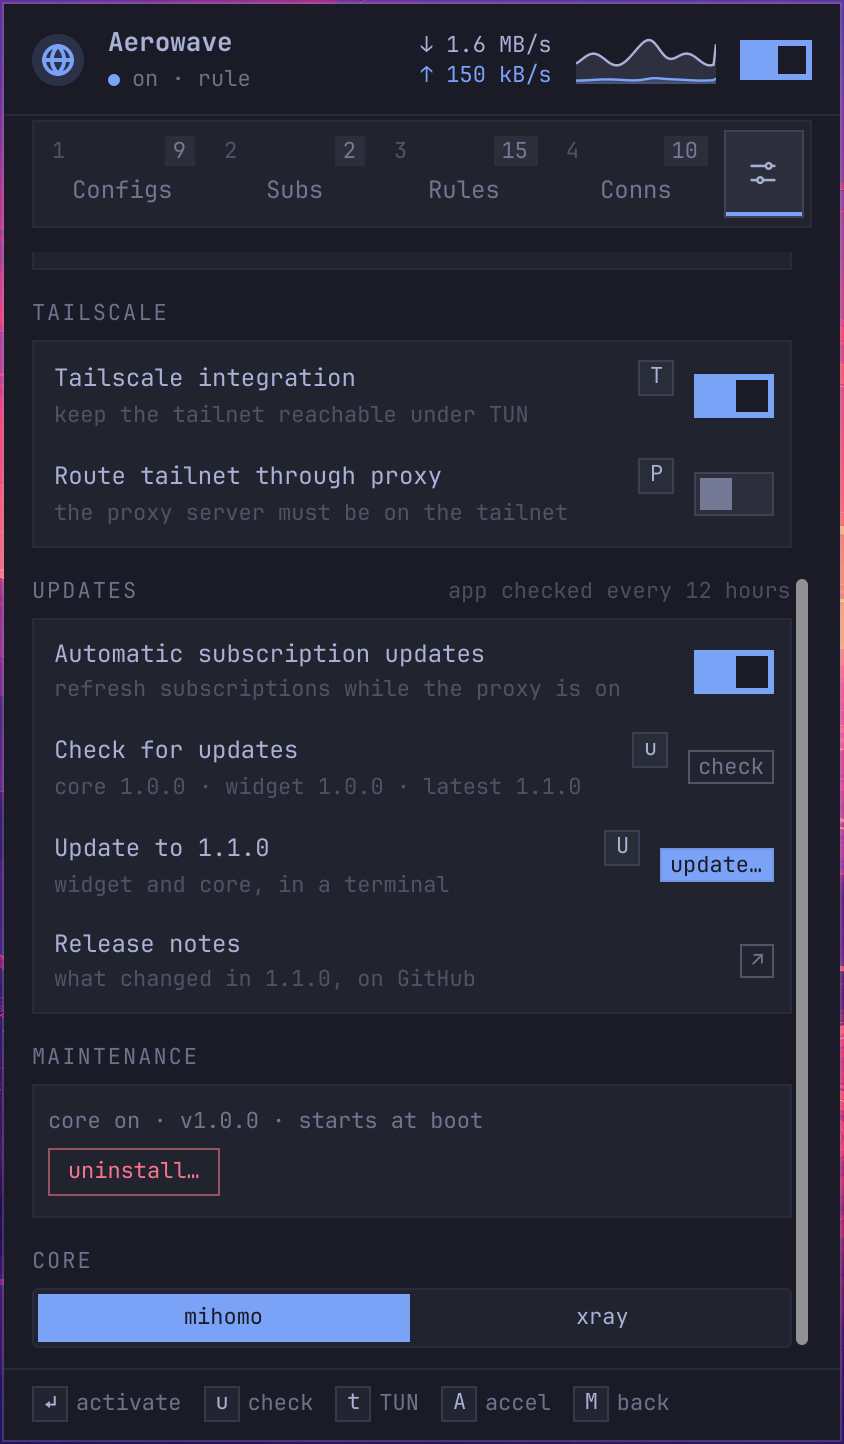 Aerowave
on · rule
↓ 1.6 MB/s
↑ 150 kB/s
1 9 2 2 3 15 4 10
Configs Subs Rules Conns
TAILSCALE
Tailscale integration T
keep the tailnet reachable under TUN
Route tailnet through proxy P
the proxy server must be on the tailnet
UPDATES app checked every 12 hours
Automatic subscription updates
refresh subscriptions while the proxy is on
Check for updates u check
core 1.0.0 · widget 1.0.0 · latest 1.1.0
Update to 1.1.0 U update…
widget and core, in a terminal
Release notes ↗
what changed in 1.1.0, on GitHub
MAINTENANCE
core on · v1.0.0 · starts at boot
uninstall…
CORE
mihomo xray
↵ activate u check t TUN A accel M back